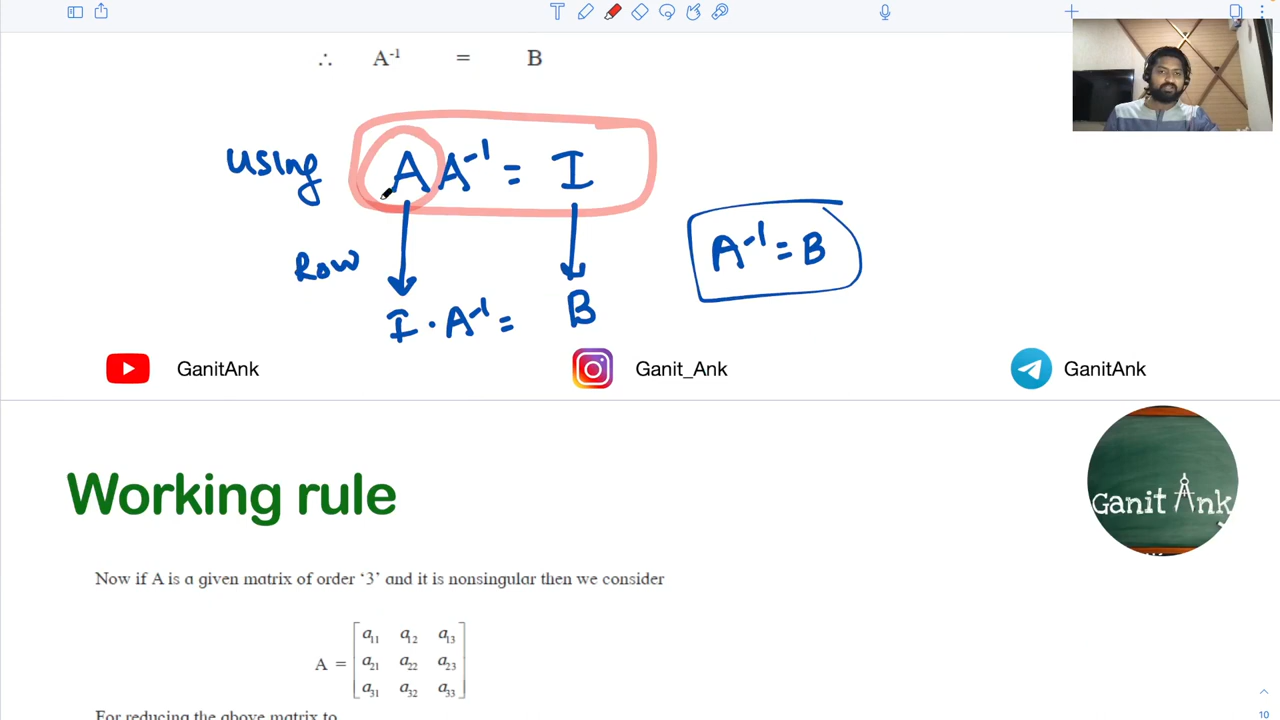 ∴ A⁻¹ = B
Using A A⁻¹ = I
Row
I · A⁻¹ = B
A⁻¹ = B
GanitAnk
Ganit_Ank
GanitAnk
Working rule
Ganit Ank
Now if A is a given matrix of order ‘3’ and it is nonsingular then we consider
A = [ a₁₁ a₁₂ a₁₃
a₂₁ a₂₂ a₂₃
a₃₁ a₃₂ a₃₃ ]
For reducing the above matrix to
10